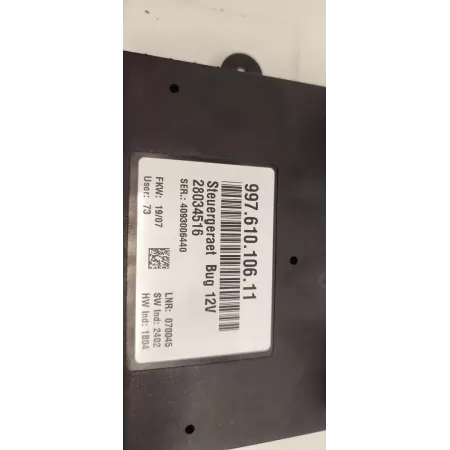 997.610.106.11
Steuergeraet Bug 12V
28034516
SER.: 4093006440
FKW: 19/07
User: 73
LNR: 070045
SW Ind: 2402
HW Ind: 1804